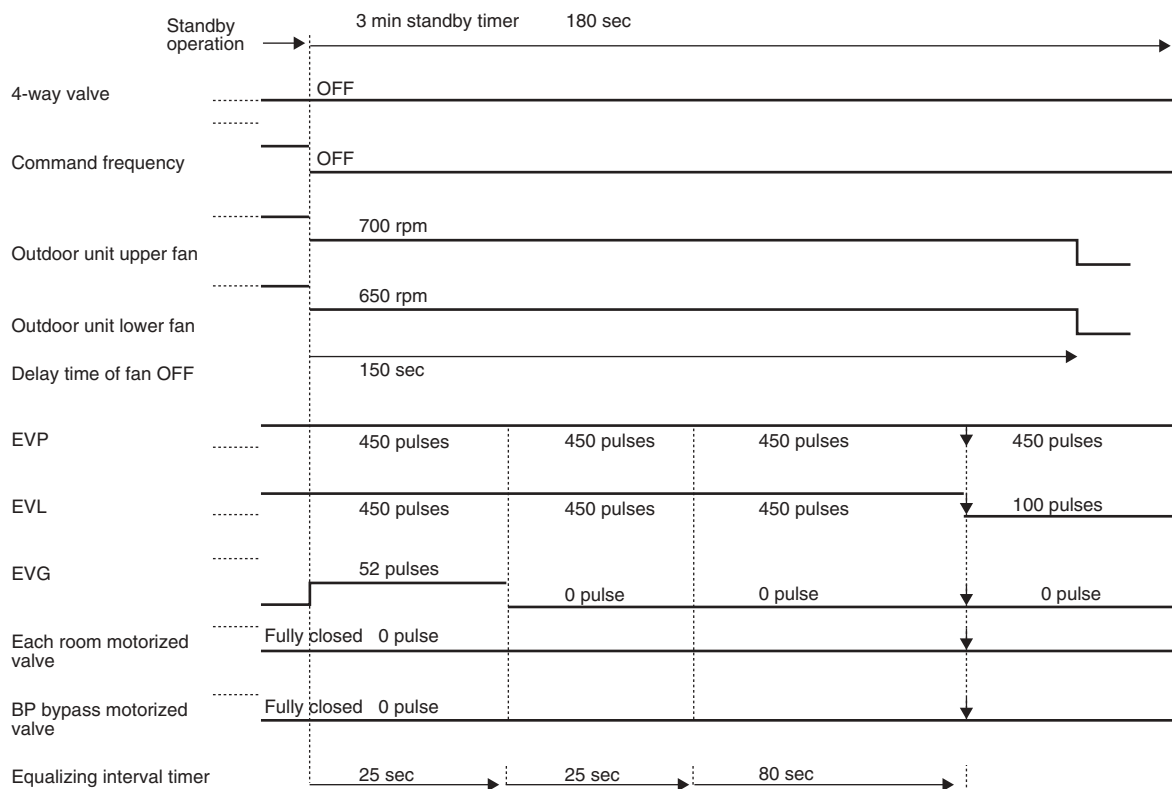 Standby
operation
3 min standby timer 180 sec
4-way valve
OFF
Command frequency
OFF
700 rpm
Outdoor unit upper fan
650 rpm
Outdoor unit lower fan
Delay time of fan OFF
150 sec
EVP
450 pulses 450 pulses 450 pulses 450 pulses
EVL
450 pulses 450 pulses 450 pulses 100 pulses
EVG
52 pulses 0 pulse 0 pulse 0 pulse
Each room motorized
valve
Fully closed 0 pulse
BP bypass motorized
valve
Fully closed 0 pulse
Equalizing interval timer
25 sec 25 sec 80 sec